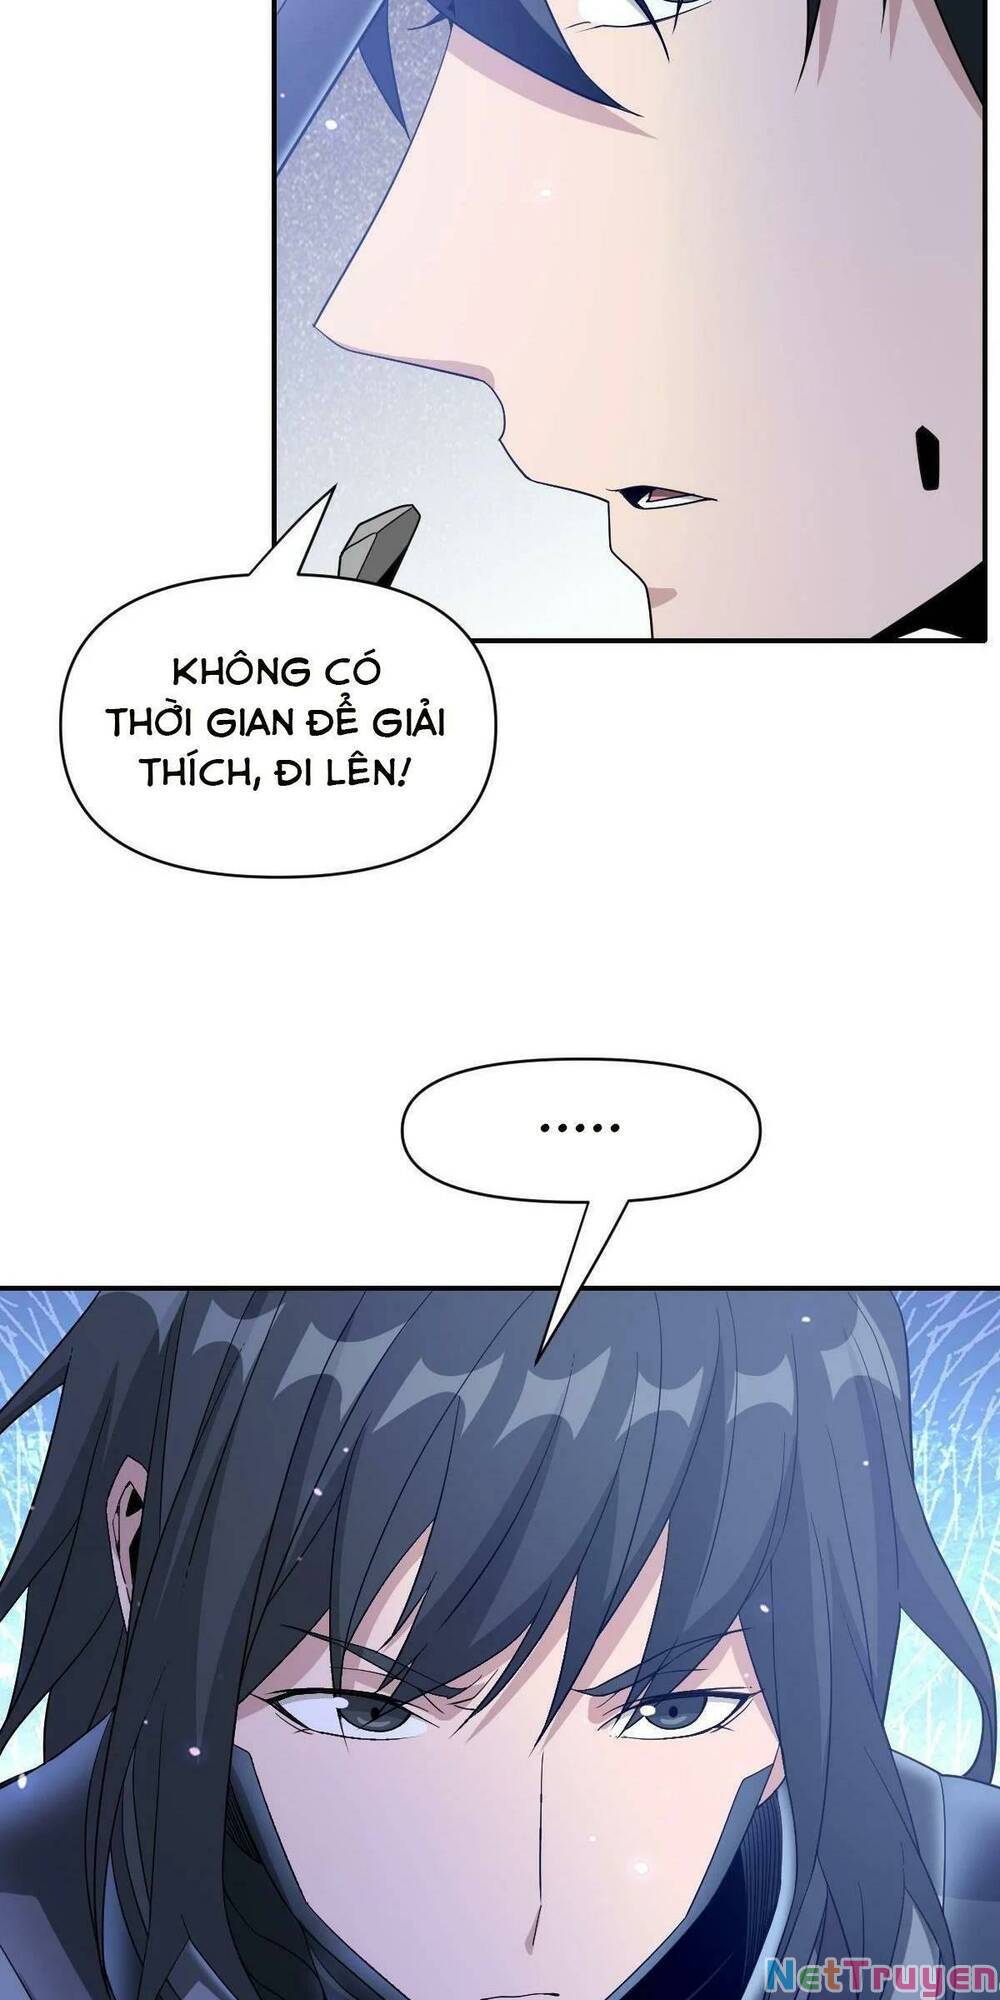 KHÔNG CÓ
THỜI GIAN ĐỂ GIẢI
THÍCH, ĐI LÊN!
.....
NetTruyen